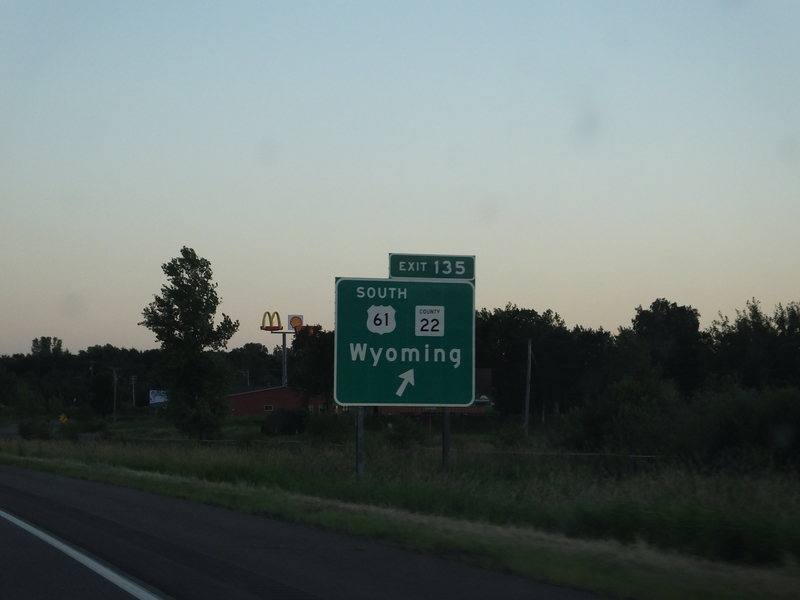 EXIT 135
SOUTH
61
COUNTY
22
Wyoming